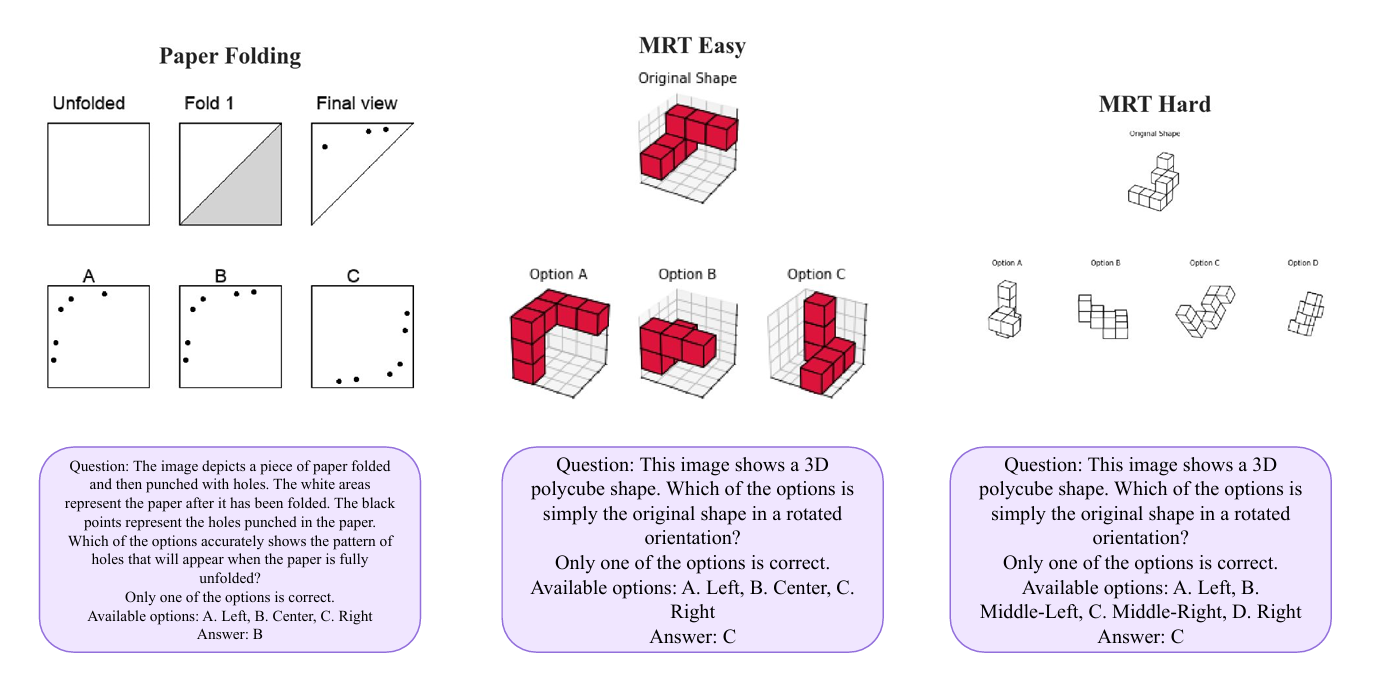 Paper Folding
Unfolded
Fold 1
Final view
A
B
C
Question: The image depicts a piece of paper folded
and then punched with holes. The white areas
represent the paper after it has been folded. The black
points represent the holes punched in the paper.
Which of the options accurately shows the pattern of
holes that will appear when the paper is fully
unfolded?
Only one of the options is correct.
Available options: A. Left, B. Center, C. Right
Answer: B
MRT Easy
Original Shape
Option A
Option B
Option C
Question: This image shows a 3D
polycube shape. Which of the options is
simply the original shape in a rotated
orientation?
Only one of the options is correct.
Available options: A. Left, B. Center, C.
Right
Answer: C
MRT Hard
Original Shape
Option A
Option B
Option C
Option D
Question: This image shows a 3D
polycube shape. Which of the options is
simply the original shape in a rotated
orientation?
Only one of the options is correct.
Available options: A. Left, B.
Middle-Left, C. Middle-Right, D. Right
Answer: C